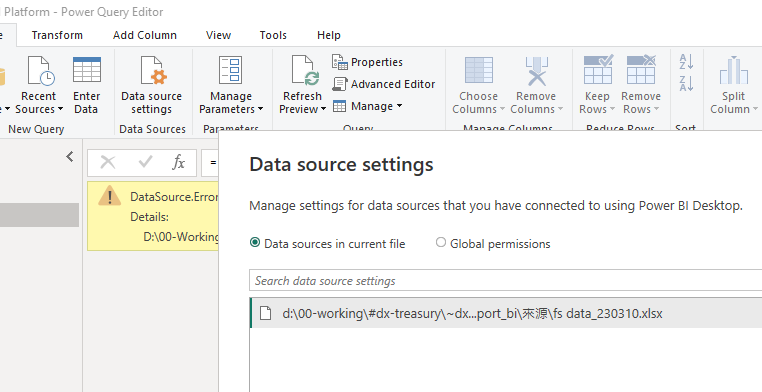 Platform - Power Query Editor
Transform Add Column View Tools Help
Recent Sources
Enter Data
Data source settings
Manage Parameters
Refresh Preview
Properties
Advanced Editor
Manage
Choose Columns
Remove Columns
Keep Rows
Remove Rows
A Z
Z A
Split Column
New Query
Data Sources
Parameters
Query
Manage Columns
Reduce Rows
Sort
fx
=
DataSource.Error
Details:
D:\00-Working
Data source settings
Manage settings for data sources that you have connected to using Power BI Desktop.
Data sources in current file
Global permissions
Search data source settings
d:\00-working\#dx-treasury\~dx...port_bi\來源\fs data_230310.xlsx